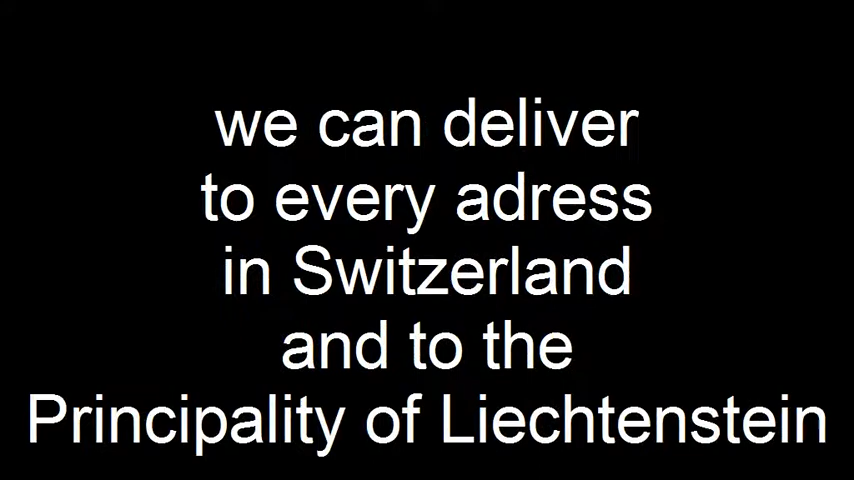 we can deliver
to every adress
in Switzerland
and to the
Principality of Liechtenstein